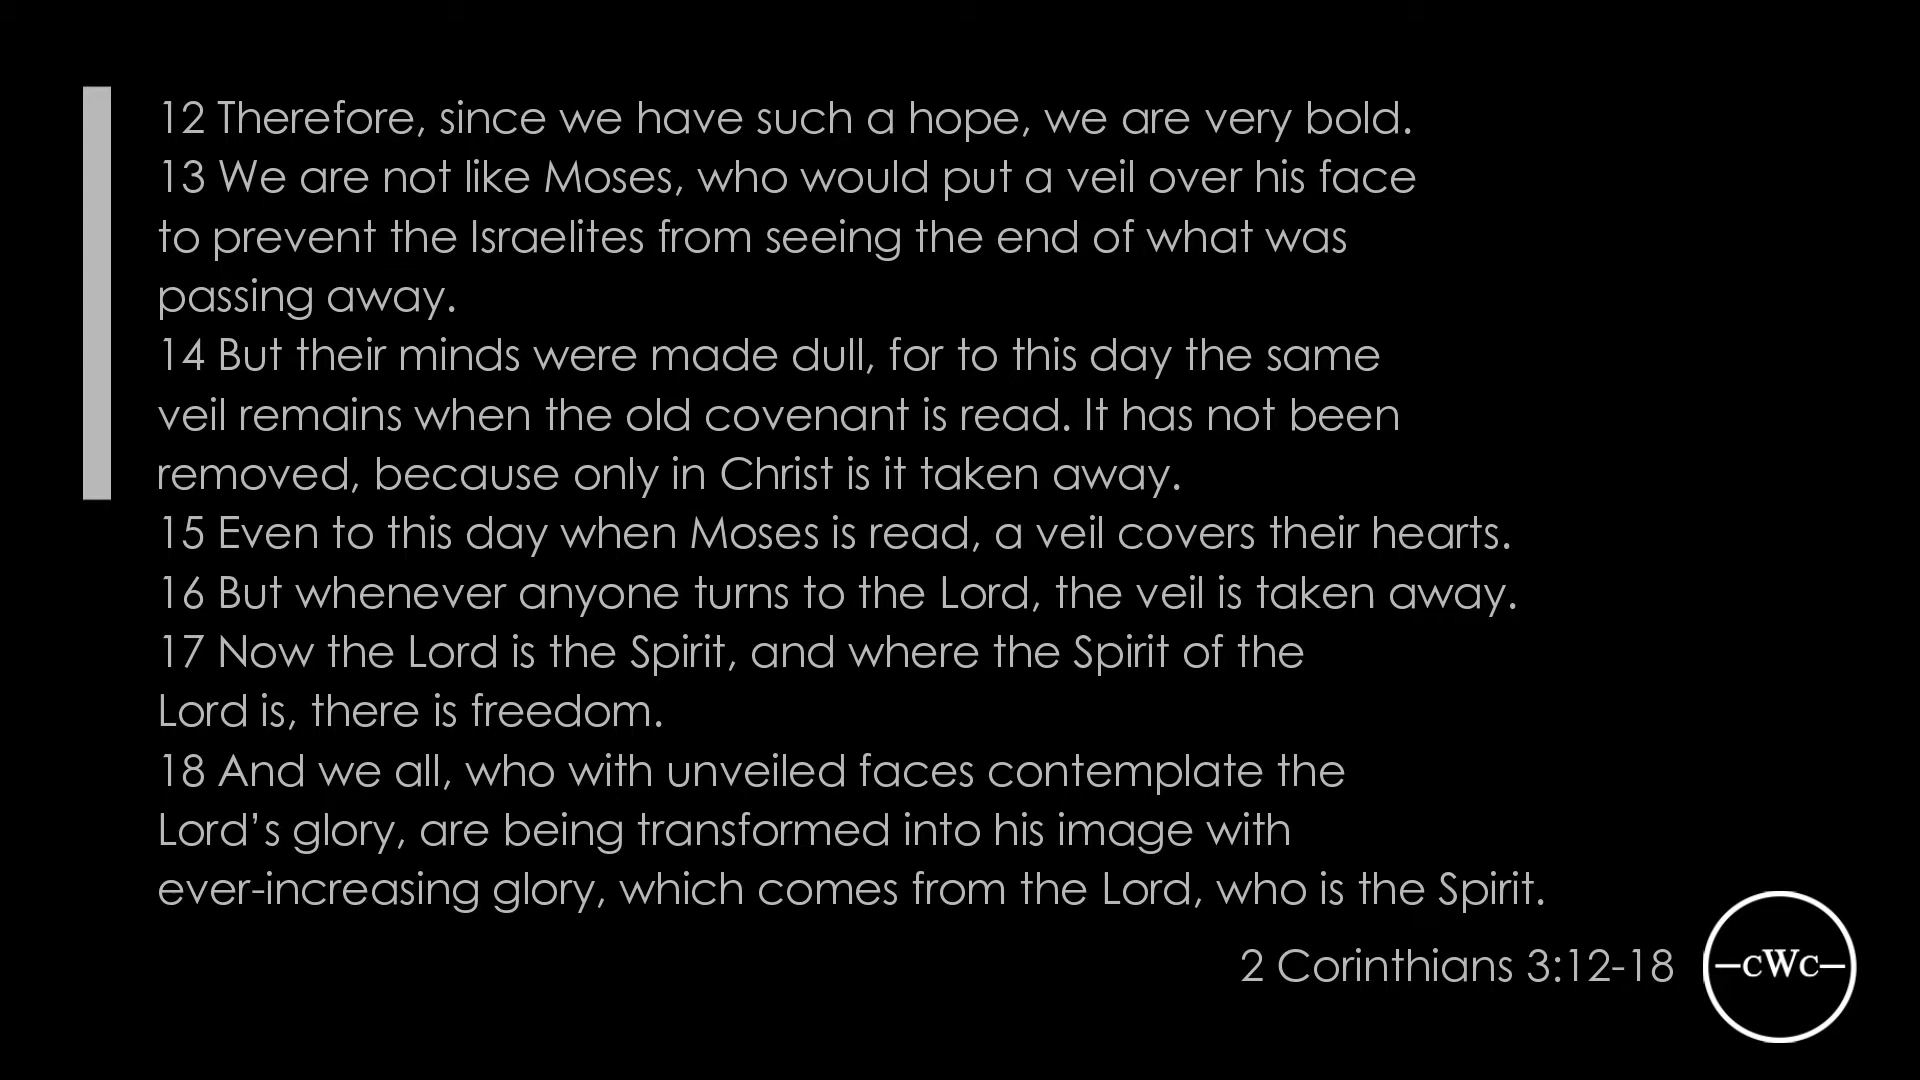 12 Therefore, since we have such a hope, we are very bold.
13 We are not like Moses, who would put a veil over his face
to prevent the Israelites from seeing the end of what was
passing away.
14 But their minds were made dull, for to this day the same
veil remains when the old covenant is read. It has not been
removed, because only in Christ is it taken away.
15 Even to this day when Moses is read, a veil covers their hearts.
16 But whenever anyone turns to the Lord, the veil is taken away.
17 Now the Lord is the Spirit, and where the Spirit of the
Lord is, there is freedom.
18 And we all, who with unveiled faces contemplate the
Lord’s glory, are being transformed into his image with
ever-increasing glory, which comes from the Lord, who is the Spirit.
2 Corinthians 3:12-18
cWc